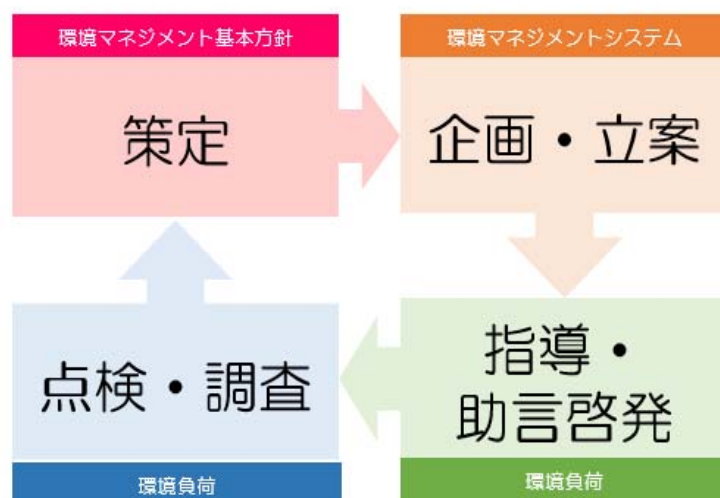 環境マネジメント基本方針
策定
環境マネジメントシステム
企画・立案
指導・
助言啓発
環境負荷
点検・調査
環境負荷